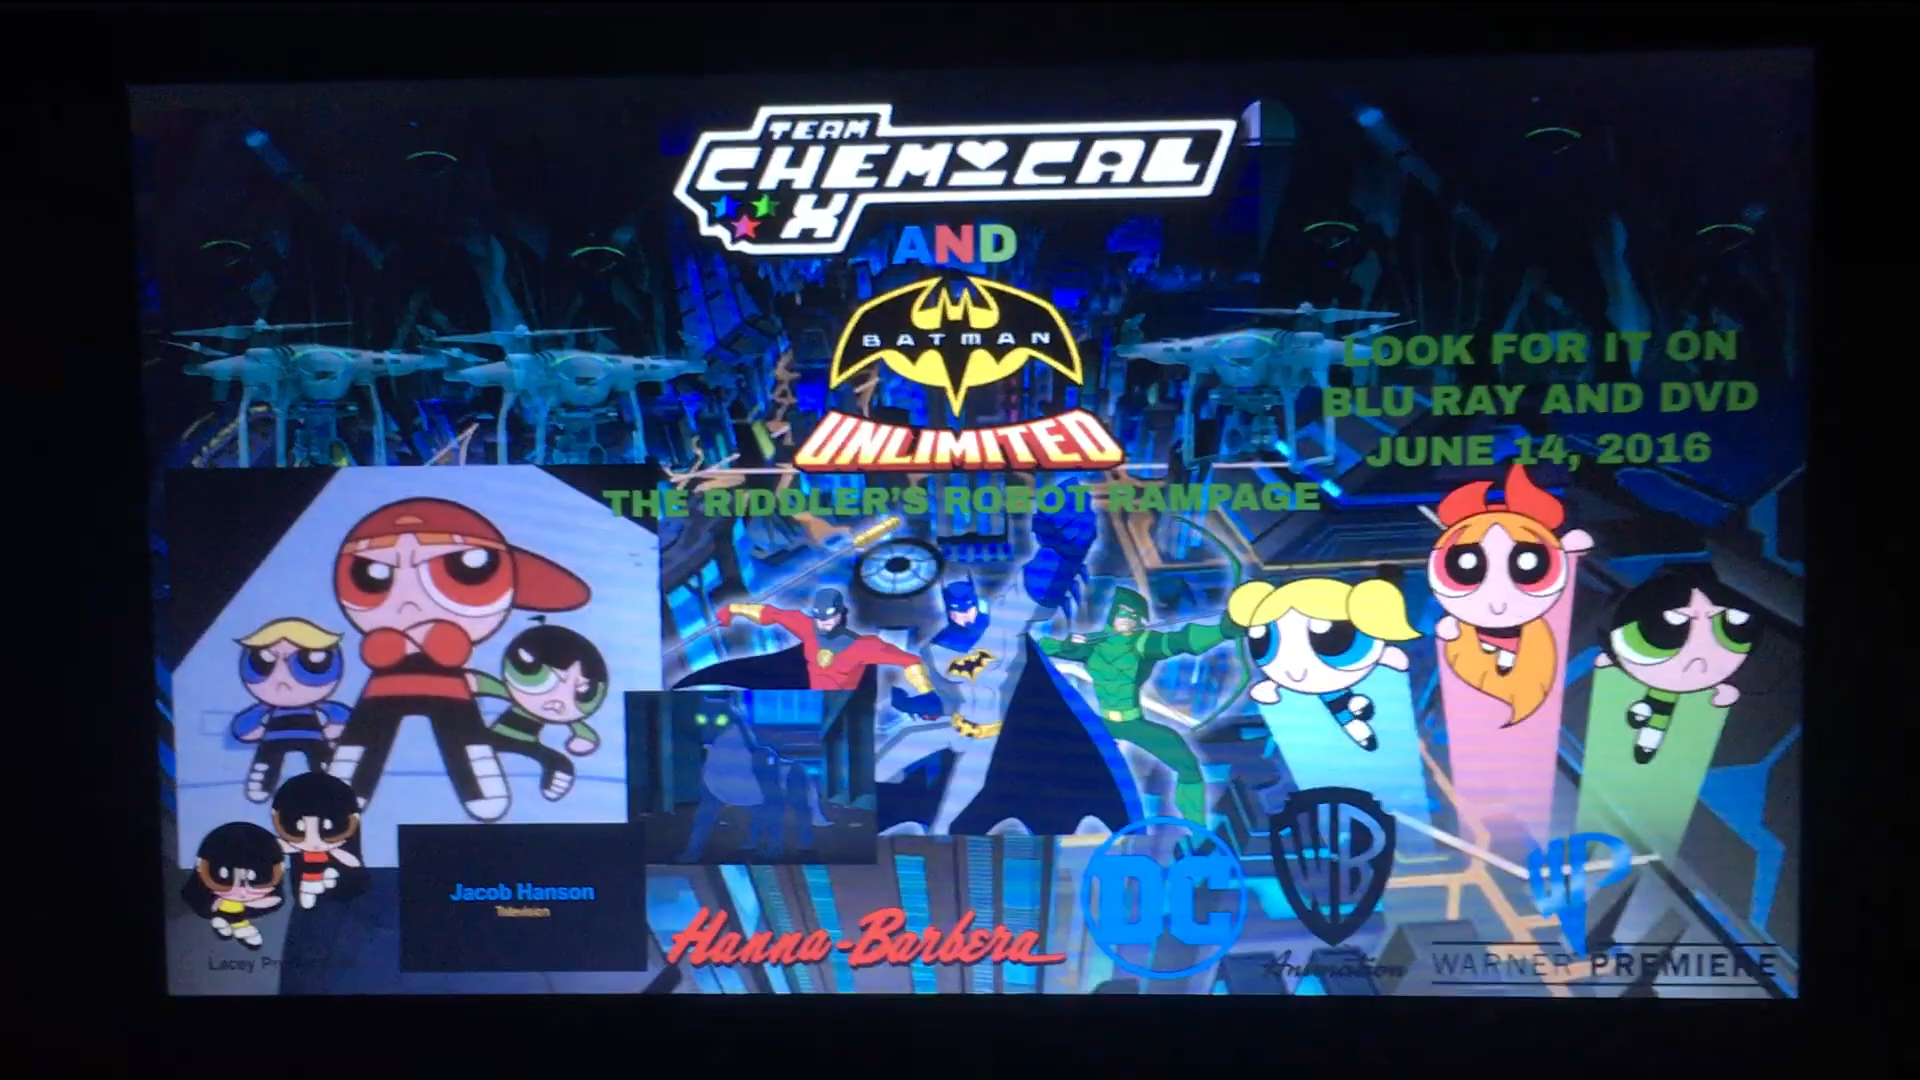 TEAM
CHEMICAL
X
AND
BATMAN
UNLIMITED
THE RIDDLER'S ROBOT RAMPAGE
LOOK FOR IT ON
BLU RAY AND DVD
JUNE 14, 2016
Jacob Hanson
Television
Lacey
Hanna-Barbera
DC
WB
Animation
WARNER PREMIERE